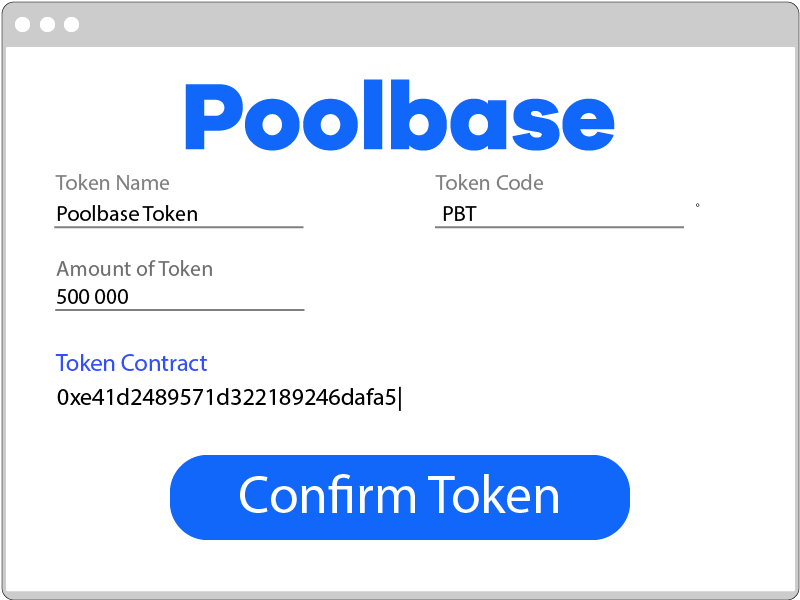 Poolbase
Token Name
Token Code
Poolbase Token
PBT
Amount of Token
500 000
Token Contract
0xe41d2489571d322189246dafa5
Confirm Token